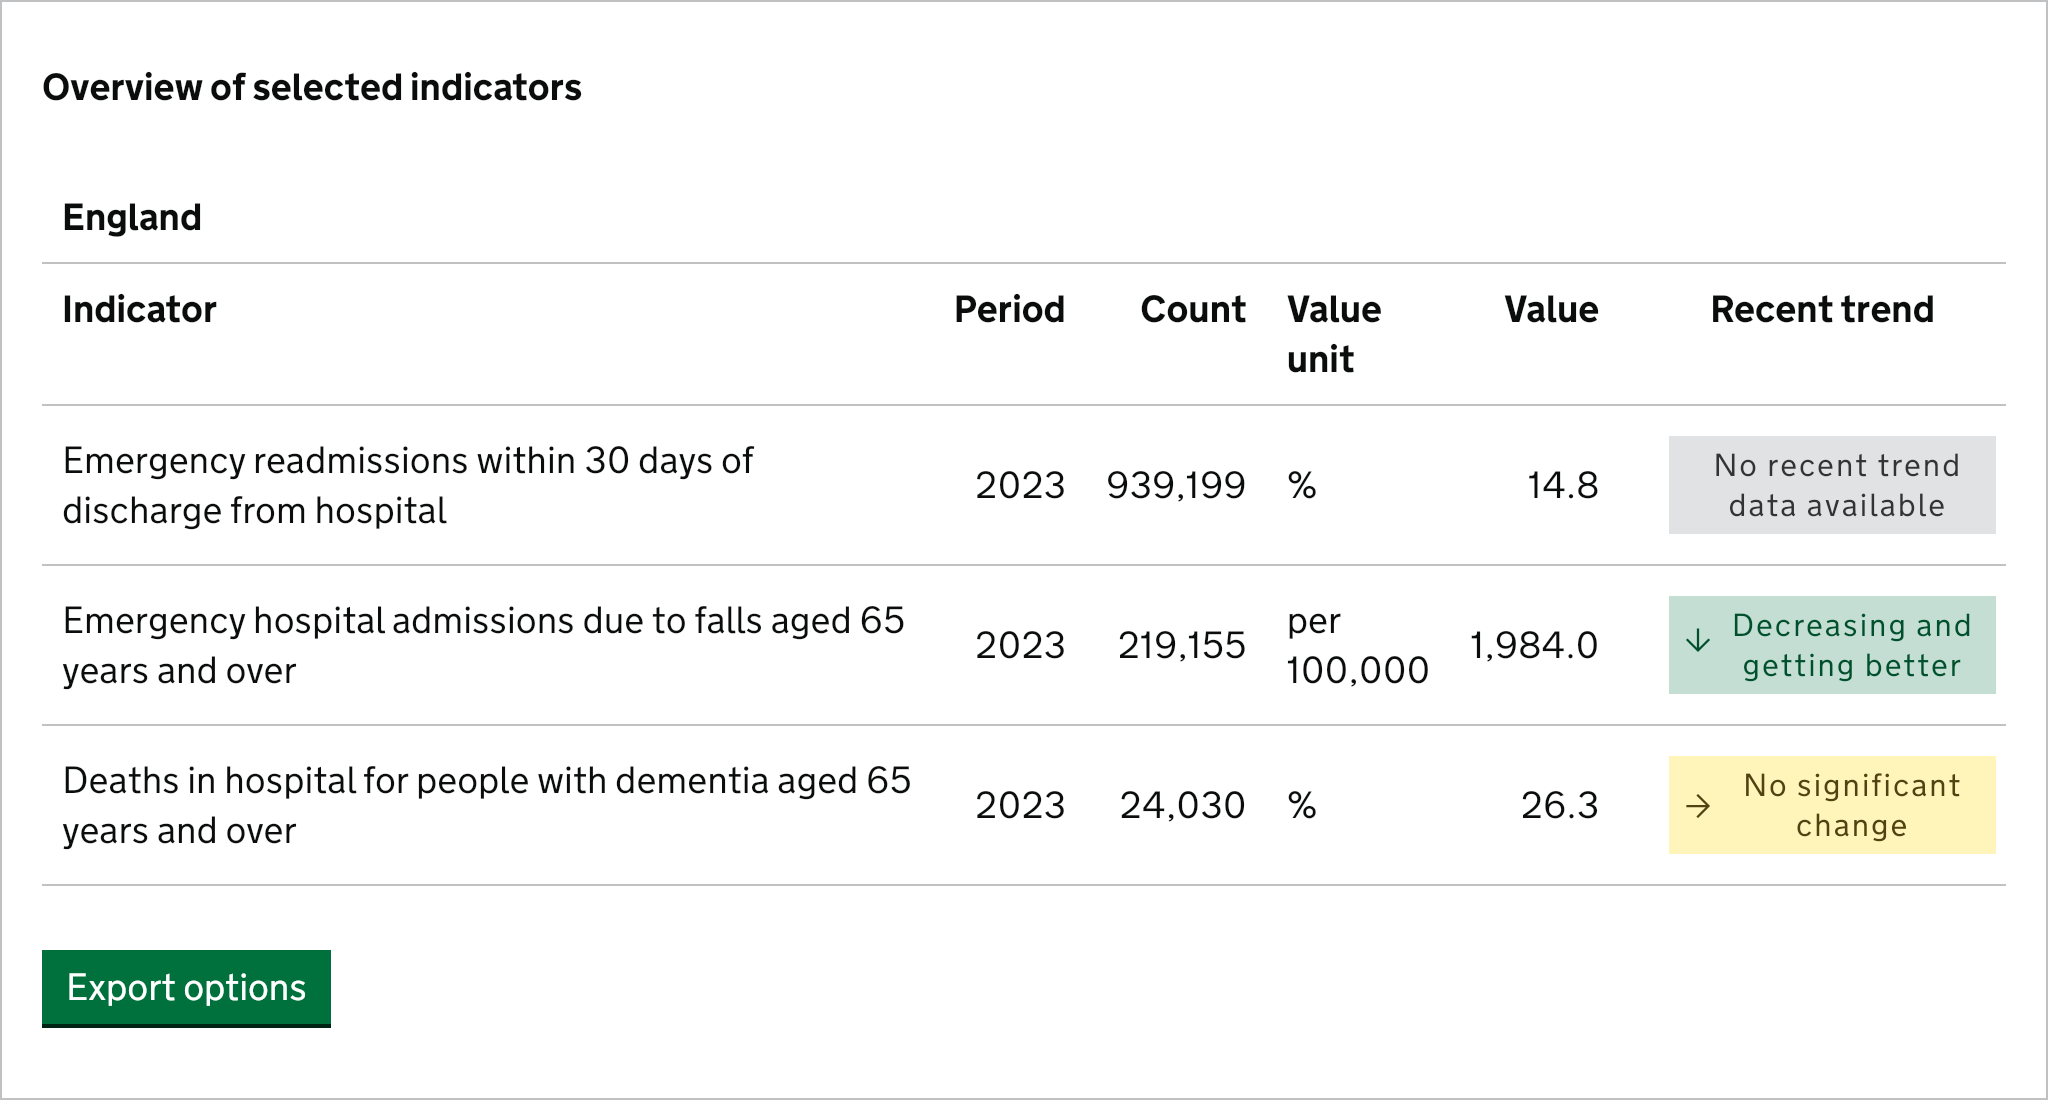 Overview of selected indicators
England
Indicator Period Count Value unit Value Recent trend
Emergency readmissions within 30 days of
discharge from hospital
2023 939,199 % 14.8
No recent trend
data available
Emergency hospital admissions due to falls aged 65
years and over
2023 219,155
per
100,000
1,984.0
↓ Decreasing and
getting better
Deaths in hospital for people with dementia aged 65
years and over
2023 24,030 % 26.3
→ No significant
change
Export options